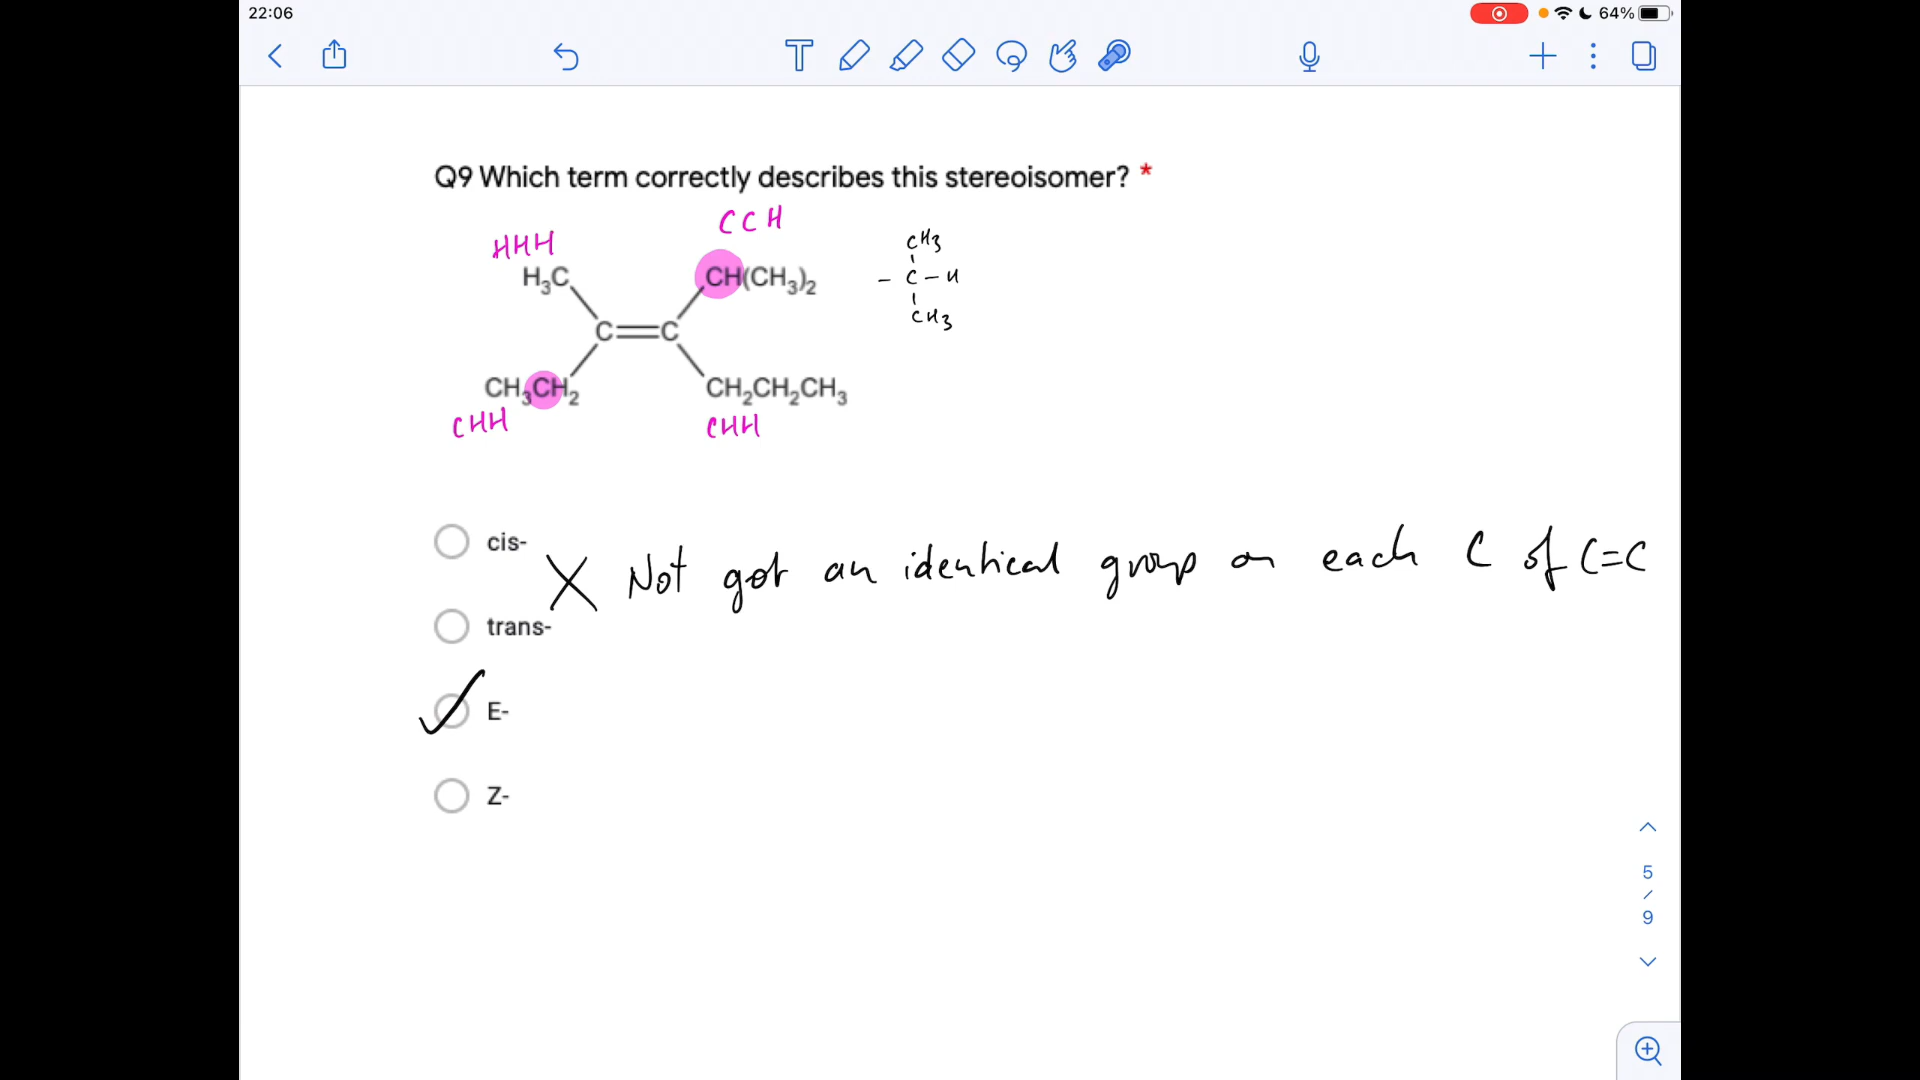 22:06
64%
T
Q9 Which term correctly describes this stereoisomer? *
CCH
HHH
CH3
H₃C
CH(CH₃)₂
- C - H
CH3
C=C
CH₃CH₂
CH₂CH₂CH₃
CHH
CHH
cis-
X Not got an identical group on each C of C=C
trans-
E-
Z-
5
/
9